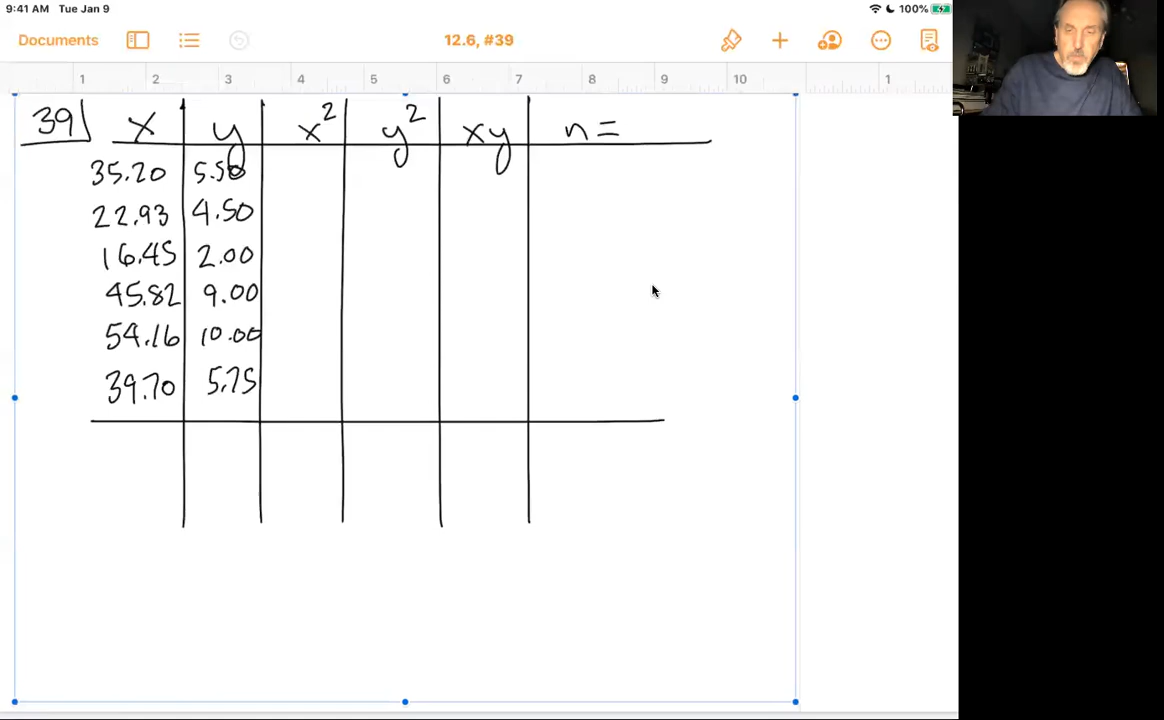 9:41 AM Tue Jan 9 100%
Documents 12.6, #39
1 2 3 4 5 6 7 8 9 10 1
39 x y x² y² xy n =
35.20 5.50
22.93 4.50
16.45 2.00
45.82 9.00
54.16 10.00
39.70 5.75